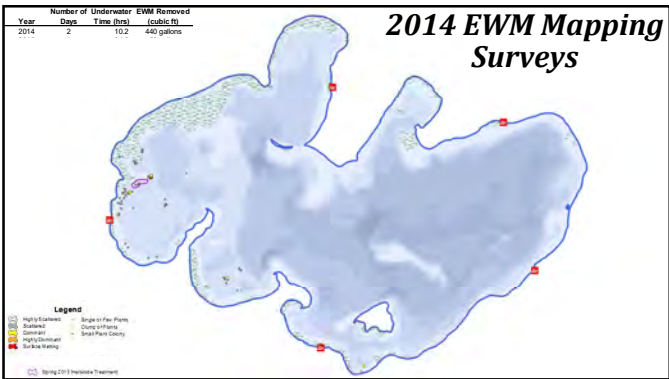 2014 EWM Mapping
Surveys
Number of Underwater EWM Removed
Year Days Time (hrs) (cubic ft)
2014 2 10.2 440 gallons
Legend
Highly Scattered
Scattered
Dominant
Highly Dominant
Surface Matting
Single or Few Plants
Clump of Plants
Small Plant Colony
Spring 2013 Herbicide Treatment